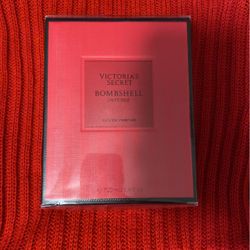 VICTORIA'S
SECRET
BOMBSHELL
INTENSE
EAU DE PARFUM